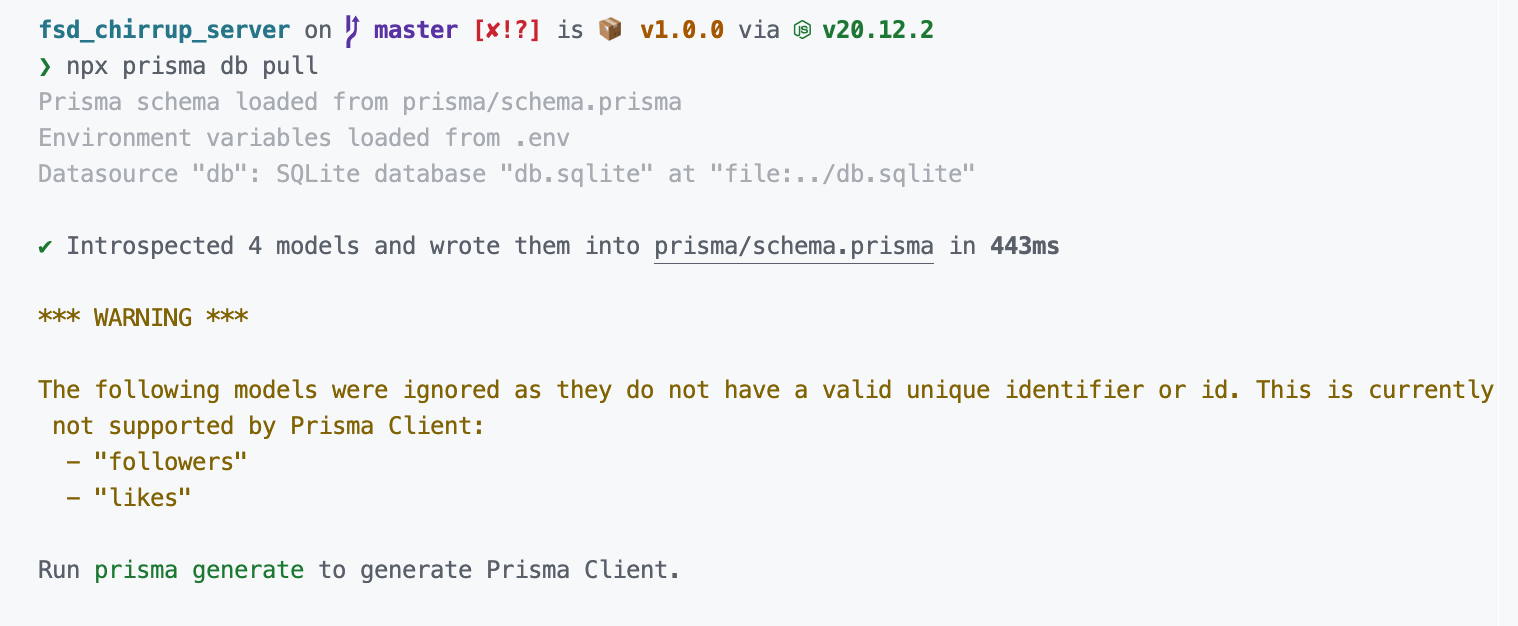 fsd_chirrup_server on master [✘!?] is 📦 v1.0.0 via v20.12.2
❯ npx prisma db pull
Prisma schema loaded from prisma/schema.prisma
Environment variables loaded from .env
Datasource "db": SQLite database "db.sqlite" at "file:../db.sqlite"
✔ Introspected 4 models and wrote them into prisma/schema.prisma in 443ms
*** WARNING ***
The following models were ignored as they do not have a valid unique identifier or id. This is currently
not supported by Prisma Client:
– "followers"
– "likes"
Run prisma generate to generate Prisma Client.